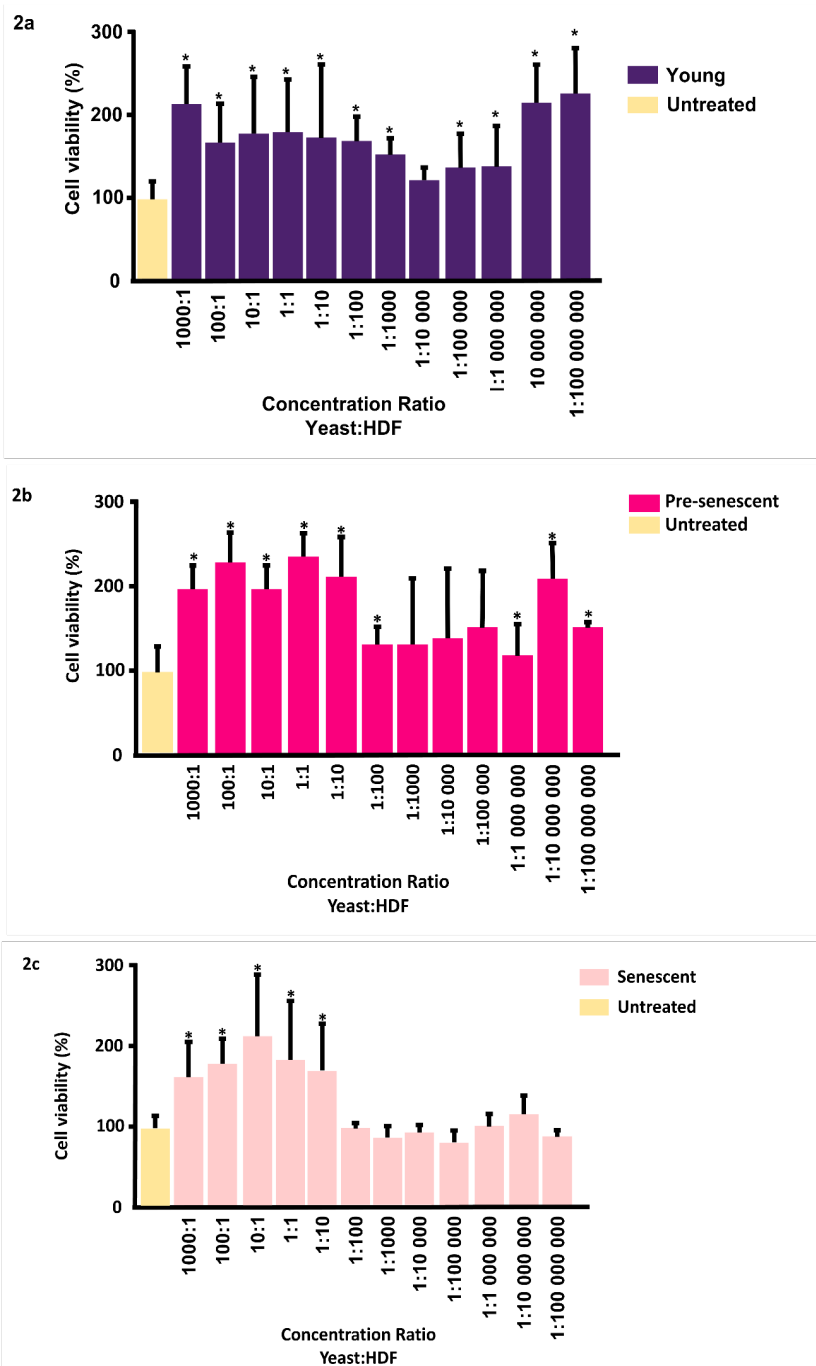 2a
300
200
100
0
Cell viability (%)
* * * * * * * * * * *
Young
Untreated
1000:1
100:1
10:1
1:1
1:10
1:100
1:1000
1:10 000
1:100 000
l:1 000 000
10 000 000
1:100 000 000
Concentration Ratio
Yeast:HDF
2b
300
200
100
0
Cell viability (%)
* * * * * * * * *
Pre-senescent
Untreated
1000:1
100:1
10:1
1:1
1:10
1:100
1:1000
1:10 000
1:100 000
1:1 000 000
1:10 000 000
1:100 000 000
Concentration Ratio
Yeast:HDF
2c
300
200
100
0
Cell viability (%)
* * * * *
Senescent
Untreated
1000:1
100:1
10:1
1:1
1:10
1:100
1:1000
1:10 000
1:100 000
1:1 000 000
1:10 000 000
1:100 000 000
Concentration Ratio
Yeast:HDF